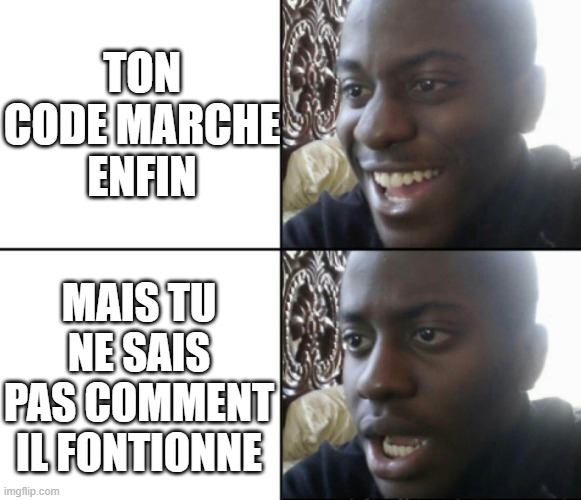 TON
CODE MARCHE
ENFIN
MAIS TU
NE SAIS
PAS COMMENT
IL FONTIONNE
imgflip.com